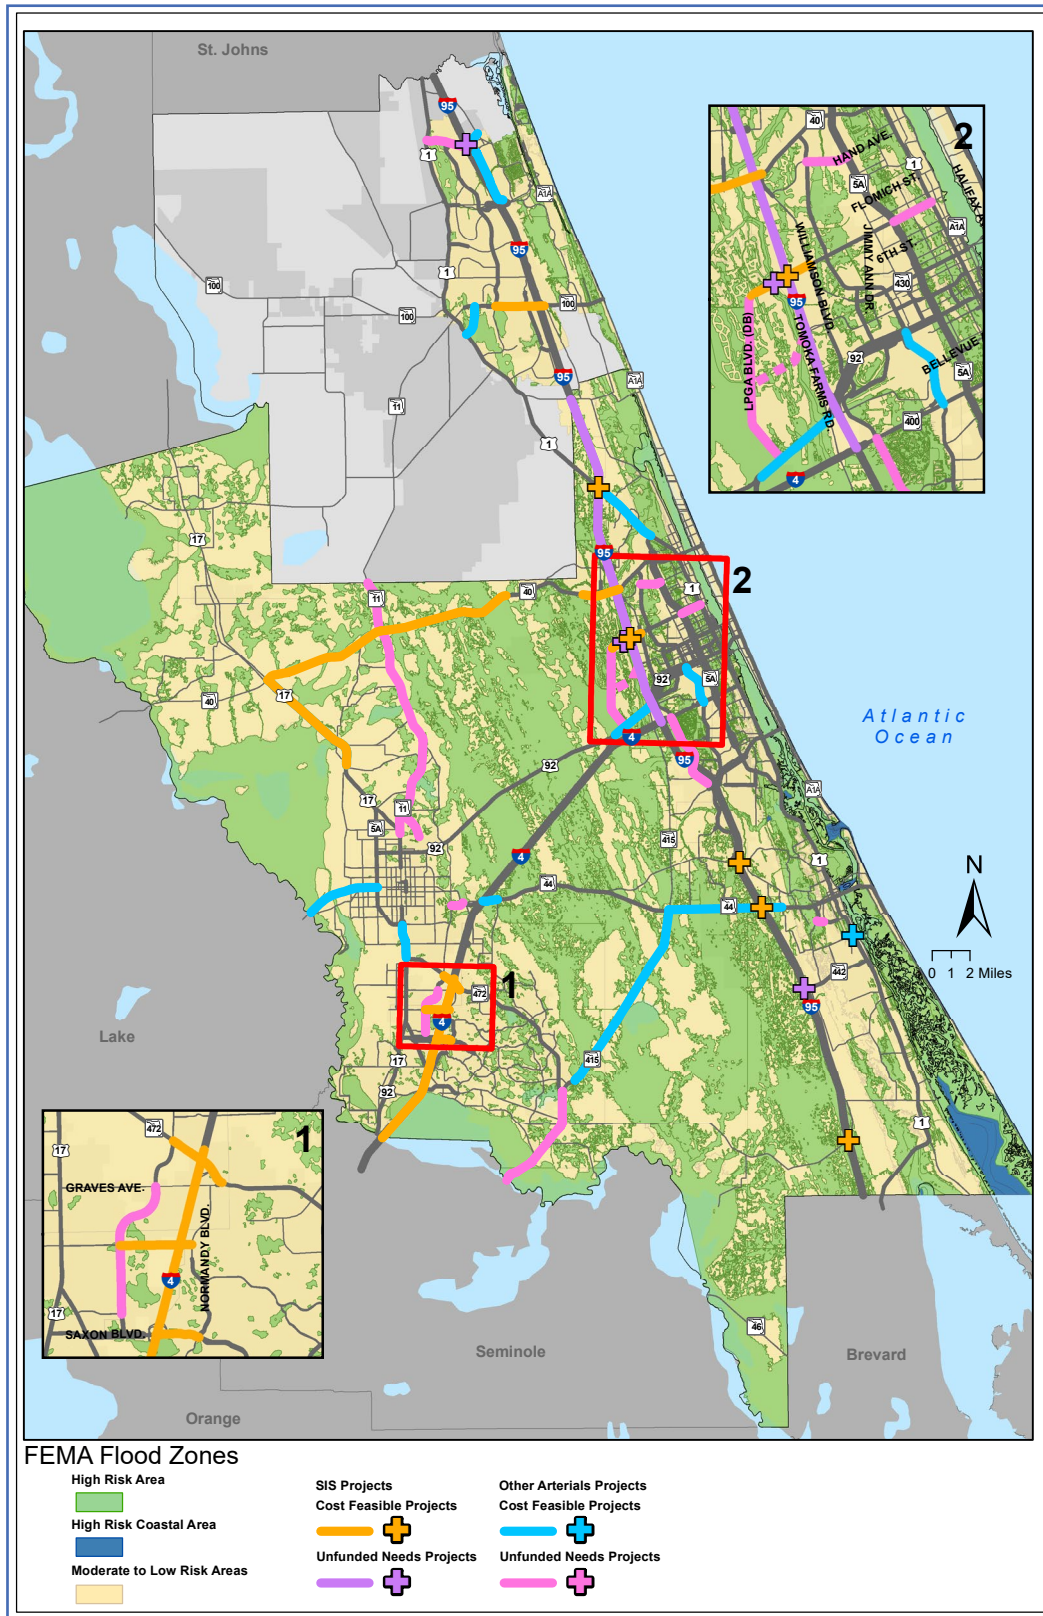 St. Johns
95
1
A1A
95
1
100
100
100
95
A1A
11
1
17
95
2
11
40
1
92
5A
40
17
4
95
Atlantic
Ocean
92
17
11
5A
92
A1A
415
1
4
44
44
N
0 1 2 Miles
442
472
1
95
4
415
17
92
1
Lake
Seminole
46
Brevard
Orange
2
40
HAND AVE.
1
5A
FLOMICH ST.
HALIFAX A
A1A
WILLIAMSON BLVD.
JIMMY ANN DR.
6TH ST.
430
95
LPGA BLVD. (DB)
TOMOKA FARMS RD.
92
BELLEVUE
5A
400
4
1
472
17
GRAVES AVE.
NORMANDY BLVD.
4
17
SAXON BLVD.
FEMA Flood Zones
High Risk Area
High Risk Coastal Area
Moderate to Low Risk Areas
SIS Projects
Cost Feasible Projects
Unfunded Needs Projects
Other Arterials Projects
Cost Feasible Projects
Unfunded Needs Projects